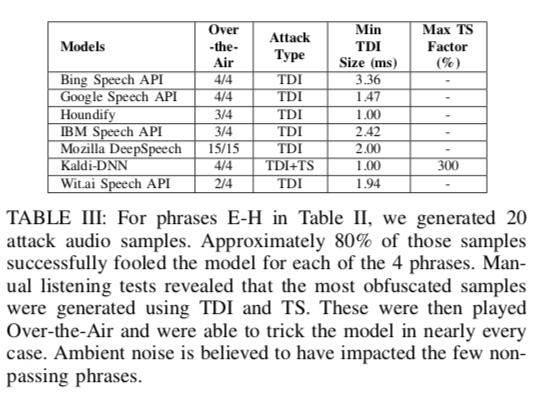 Models Over -the- Air Attack Type Min TDI Size (ms) Max TS Factor (%)
Bing Speech API 4/4 TDI 3.36 -
Google Speech API 4/4 TDI 1.47 -
Houndify 3/4 TDI 1.00 -
IBM Speech API 3/4 TDI 2.42 -
Mozilla DeepSpeech 15/15 TDI 2.00 -
Kaldi-DNN 4/4 TDI+TS 1.00 300
Wit.ai Speech API 2/4 TDI 1.94 -
TABLE III: For phrases E-H in Table II, we generated 20
attack audio samples. Approximately 80% of those samples
successfully fooled the model for each of the 4 phrases. Man-
ual listening tests revealed that the most obfuscated samples
were generated using TDI and TS. These were then played
Over-the-Air and were able to trick the model in nearly every
case. Ambient noise is believed to have impacted the few non-
passing phrases.